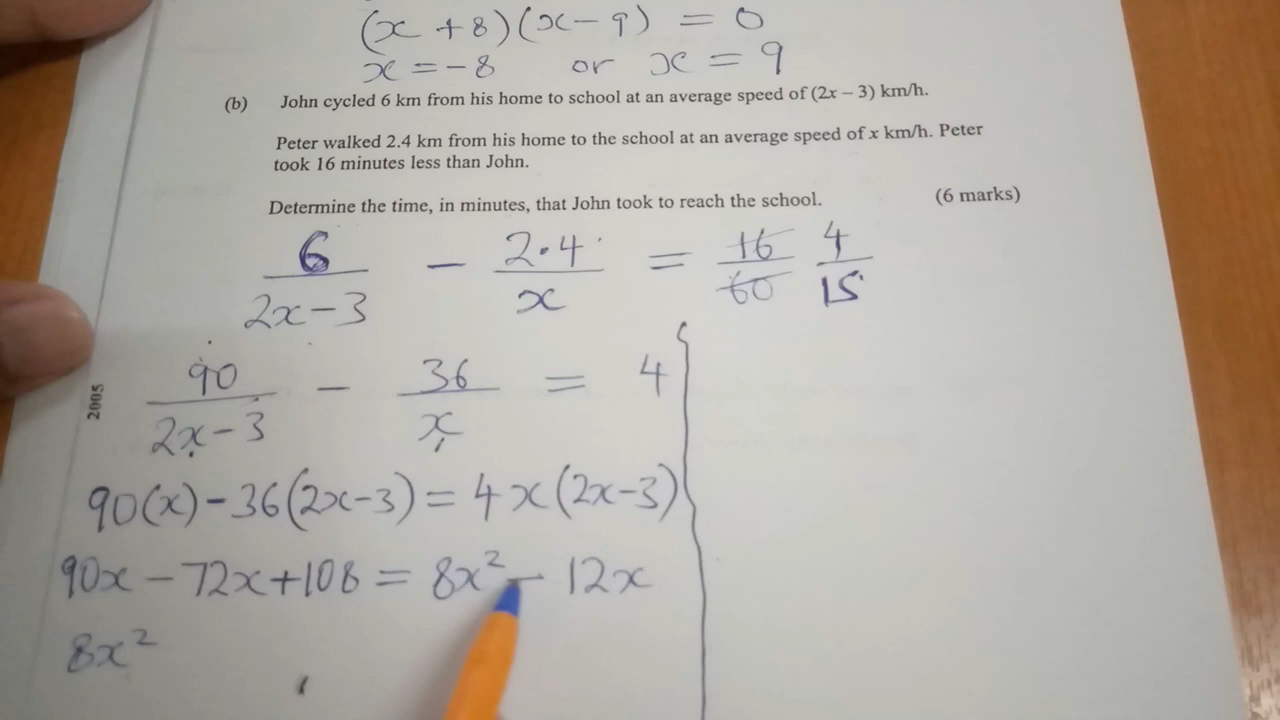 (x + 8)(x - 9) = 0
x = -8 or x = 9
(b) John cycled 6 km from his home to school at an average speed of (2x – 3) km/h.
Peter walked 2.4 km from his home to the school at an average speed of x km/h. Peter
took 16 minutes less than John.
Determine the time, in minutes, that John took to reach the school. (6 marks)
6/(2x-3) - 2.4/x = 16/60 4/15
90/(2x-3) - 36/x = 4
90(x) - 36(2x-3) = 4x(2x-3)
90x - 72x + 108 = 8x² - 12x
8x²
2005